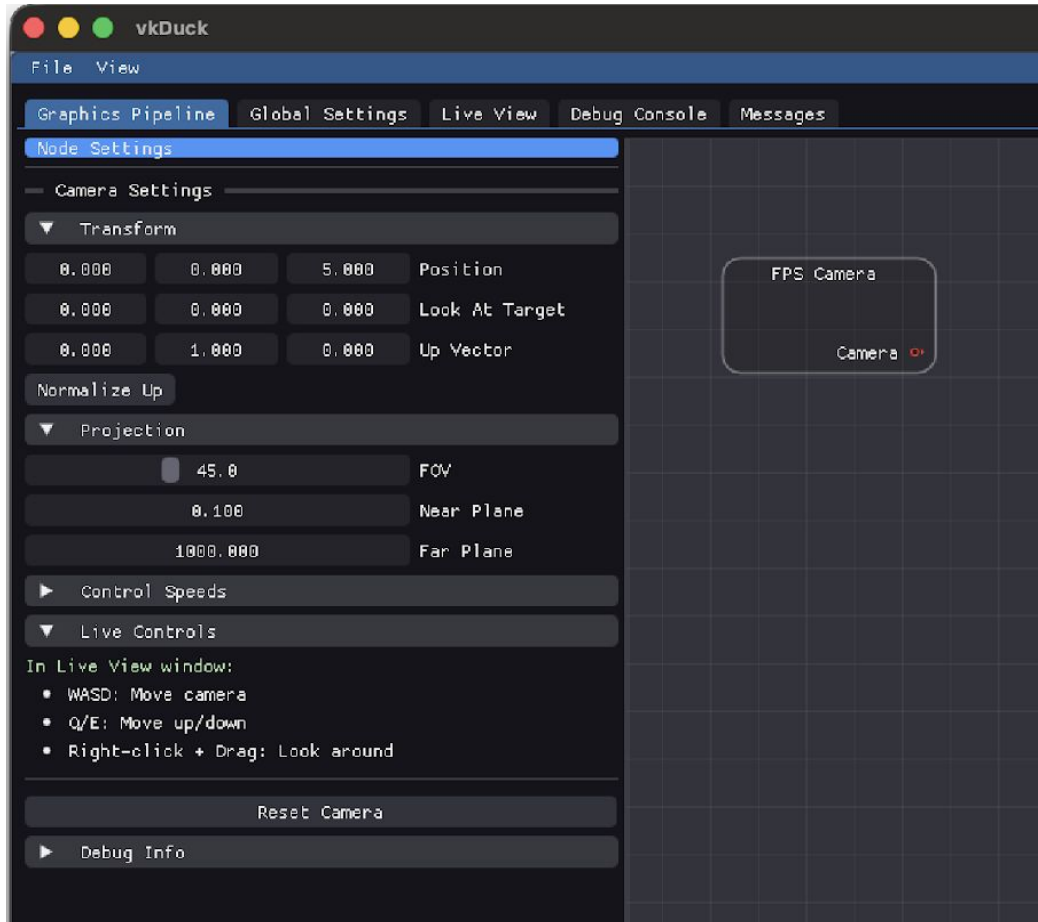 vkDuck
File View
Graphics Pipeline Global Settings Live View Debug Console Messages
Node Settings
Camera Settings
Transform
0.000 0.000 5.000 Position
0.000 0.000 0.000 Look At Target
0.000 1.000 0.000 Up Vector
Normalize Up
Projection
45.0 FOV
0.100 Near Plane
1000.000 Far Plane
Control Speeds
Live Controls
In Live View window:
• WASD: Move camera
• Q/E: Move up/down
• Right-click + Drag: Look around
Reset Camera
Debug Info
FPS Camera
Camera